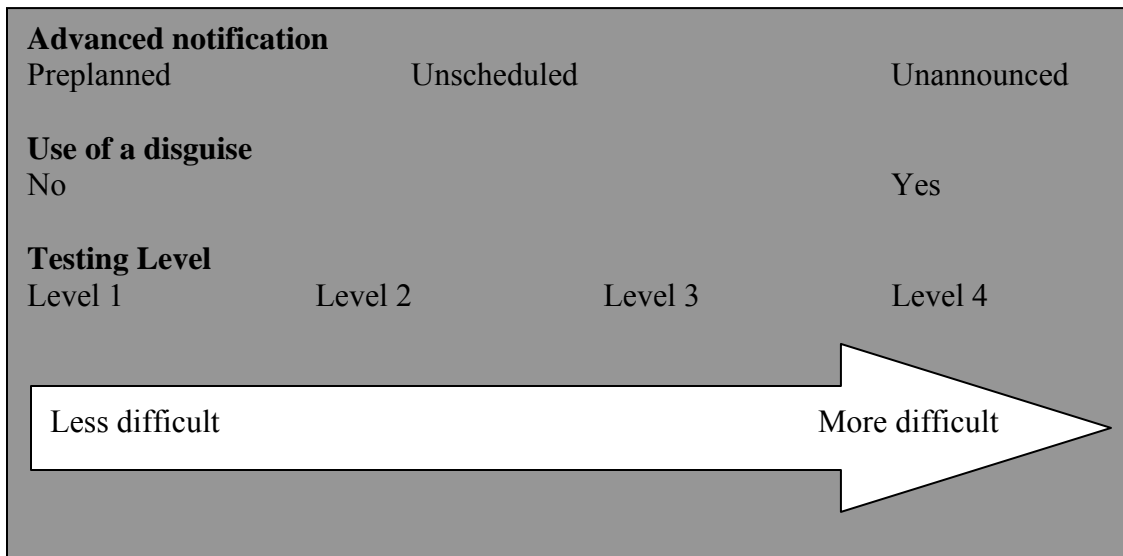 Advanced notification
Preplanned Unscheduled Unannounced
Use of a disguise
No Yes
Testing Level
Level 1 Level 2 Level 3 Level 4
Less difficult More difficult